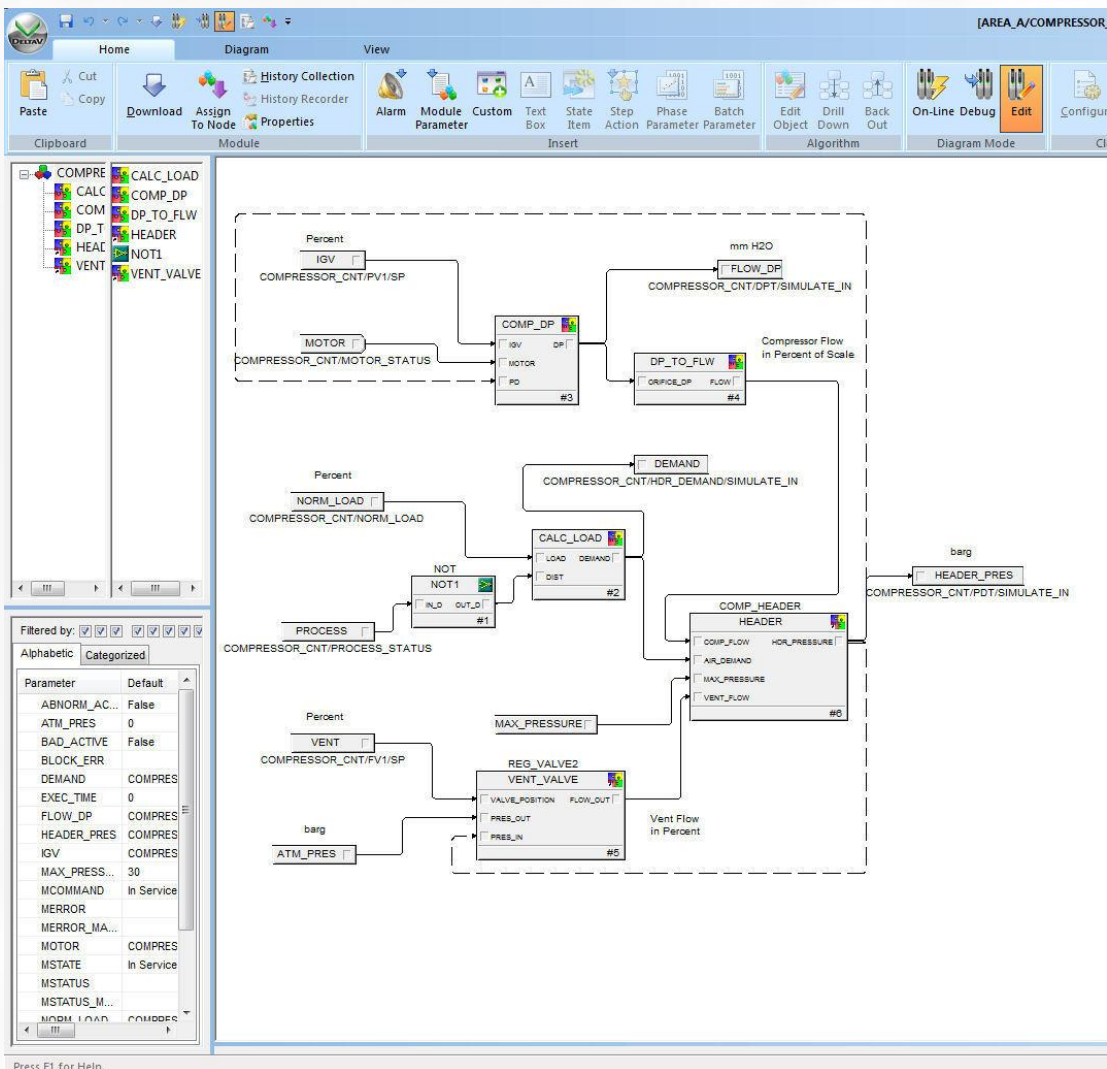 [AREA_A/COMPRESSOR_
DELTAV
Home
Diagram
View
Paste
Cut
Copy
Clipboard
Download
Assign To Node
History Collection
History Recorder
Properties
Module
Alarm
Module Parameter
Custom
Text Box
State Item
Step Action
Phase Parameter
Batch Parameter
Insert
Edit Object
Drill Down
Back Out
Algorithm
On-Line
Debug
Edit
Diagram Mode
Configur
Cl
COMPRE
CALC
COM
DP_T
HEAD
VENT
CALC_LOAD
COMP_DP
DP_TO_FLW
HEADER
NOT1
VENT_VALVE
Filtered by:
Alphabetic
Categorized
Parameter Default
ABNORM_AC... False
ATM_PRES 0
BAD_ACTIVE False
BLOCK_ERR
DEMAND COMPRES
EXEC_TIME 0
FLOW_DP COMPRES
HEADER_PRES COMPRES
IGV COMPRES
MAX_PRESS... 30
MCOMMAND In Service
MERROR
MERROR_MA...
MOTOR COMPRES
MSTATE In Service
MSTATUS
MSTATUS_M...
NORM_LOAD COMPRES
Percent
IGV
COMPRESSOR_CNT/PV1/SP
MOTOR
COMPRESSOR_CNT/MOTOR_STATUS
COMP_DP
IGV DP
MOTOR
PD
#3
mm H2O
FLOW_DP
COMPRESSOR_CNT/DPT/SIMULATE_IN
DP_TO_FLW
ORIFICE_DP FLOW
#4
Compressor Flow
in Percent of Scale
DEMAND
COMPRESSOR_CNT/HDR_DEMAND/SIMULATE_IN
Percent
NORM_LOAD
COMPRESSOR_CNT/NORM_LOAD
CALC_LOAD
LOAD DEMAND
DIST
#2
NOT
NOT1
IN_D OUT_D
#1
PROCESS
COMPRESSOR_CNT/PROCESS_STATUS
barg
HEADER_PRES
COMPRESSOR_CNT/PDT/SIMULATE_IN
COMP_HEADER
HEADER
COMP_FLOW HDR_PRESSURE
AIR_DEMAND
MAX_PRESSURE
VENT_FLOW
#6
MAX_PRESSURE
Percent
VENT
COMPRESSOR_CNT/FV1/SP
REG_VALVE2
VENT_VALVE
VALVE_POSITION FLOW_OUT
PRES_OUT
PRES_IN
#5
Vent Flow
in Percent
barg
ATM_PRES
Press F1 for Help